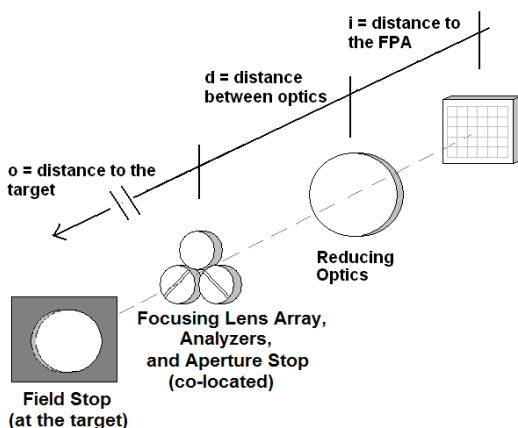 i = distance to
the FPA
d = distance
between optics
o = distance to the
target
Reducing
Optics
Focusing Lens Array,
Analyzers,
and Aperture Stop
(co-located)
Field Stop
(at the target)